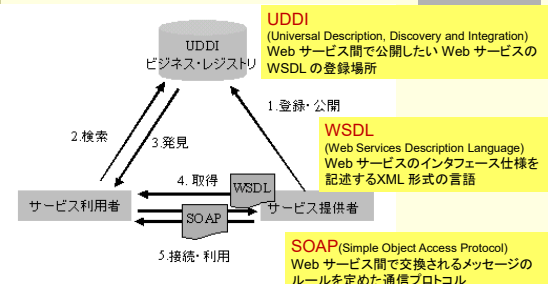 UDDI
(Universal Description, Discovery and Integration)
Web サービス間で公開したい Web サービスの
WSDL の登録場所
UDDI
ビジネス・レジストリ
1.登録・公開
2.検索
3.発見
WSDL
(Web Services Description Language)
Web サービスのインタフェース仕様を
記述するXML 形式の言語
4. 取得
WSDL
サービス利用者
サービス提供者
SOAP
5.接続・利用
SOAP(Simple Object Access Protocol)
Web サービス間で交換されるメッセージの
ルールを定めた通信プロトコル